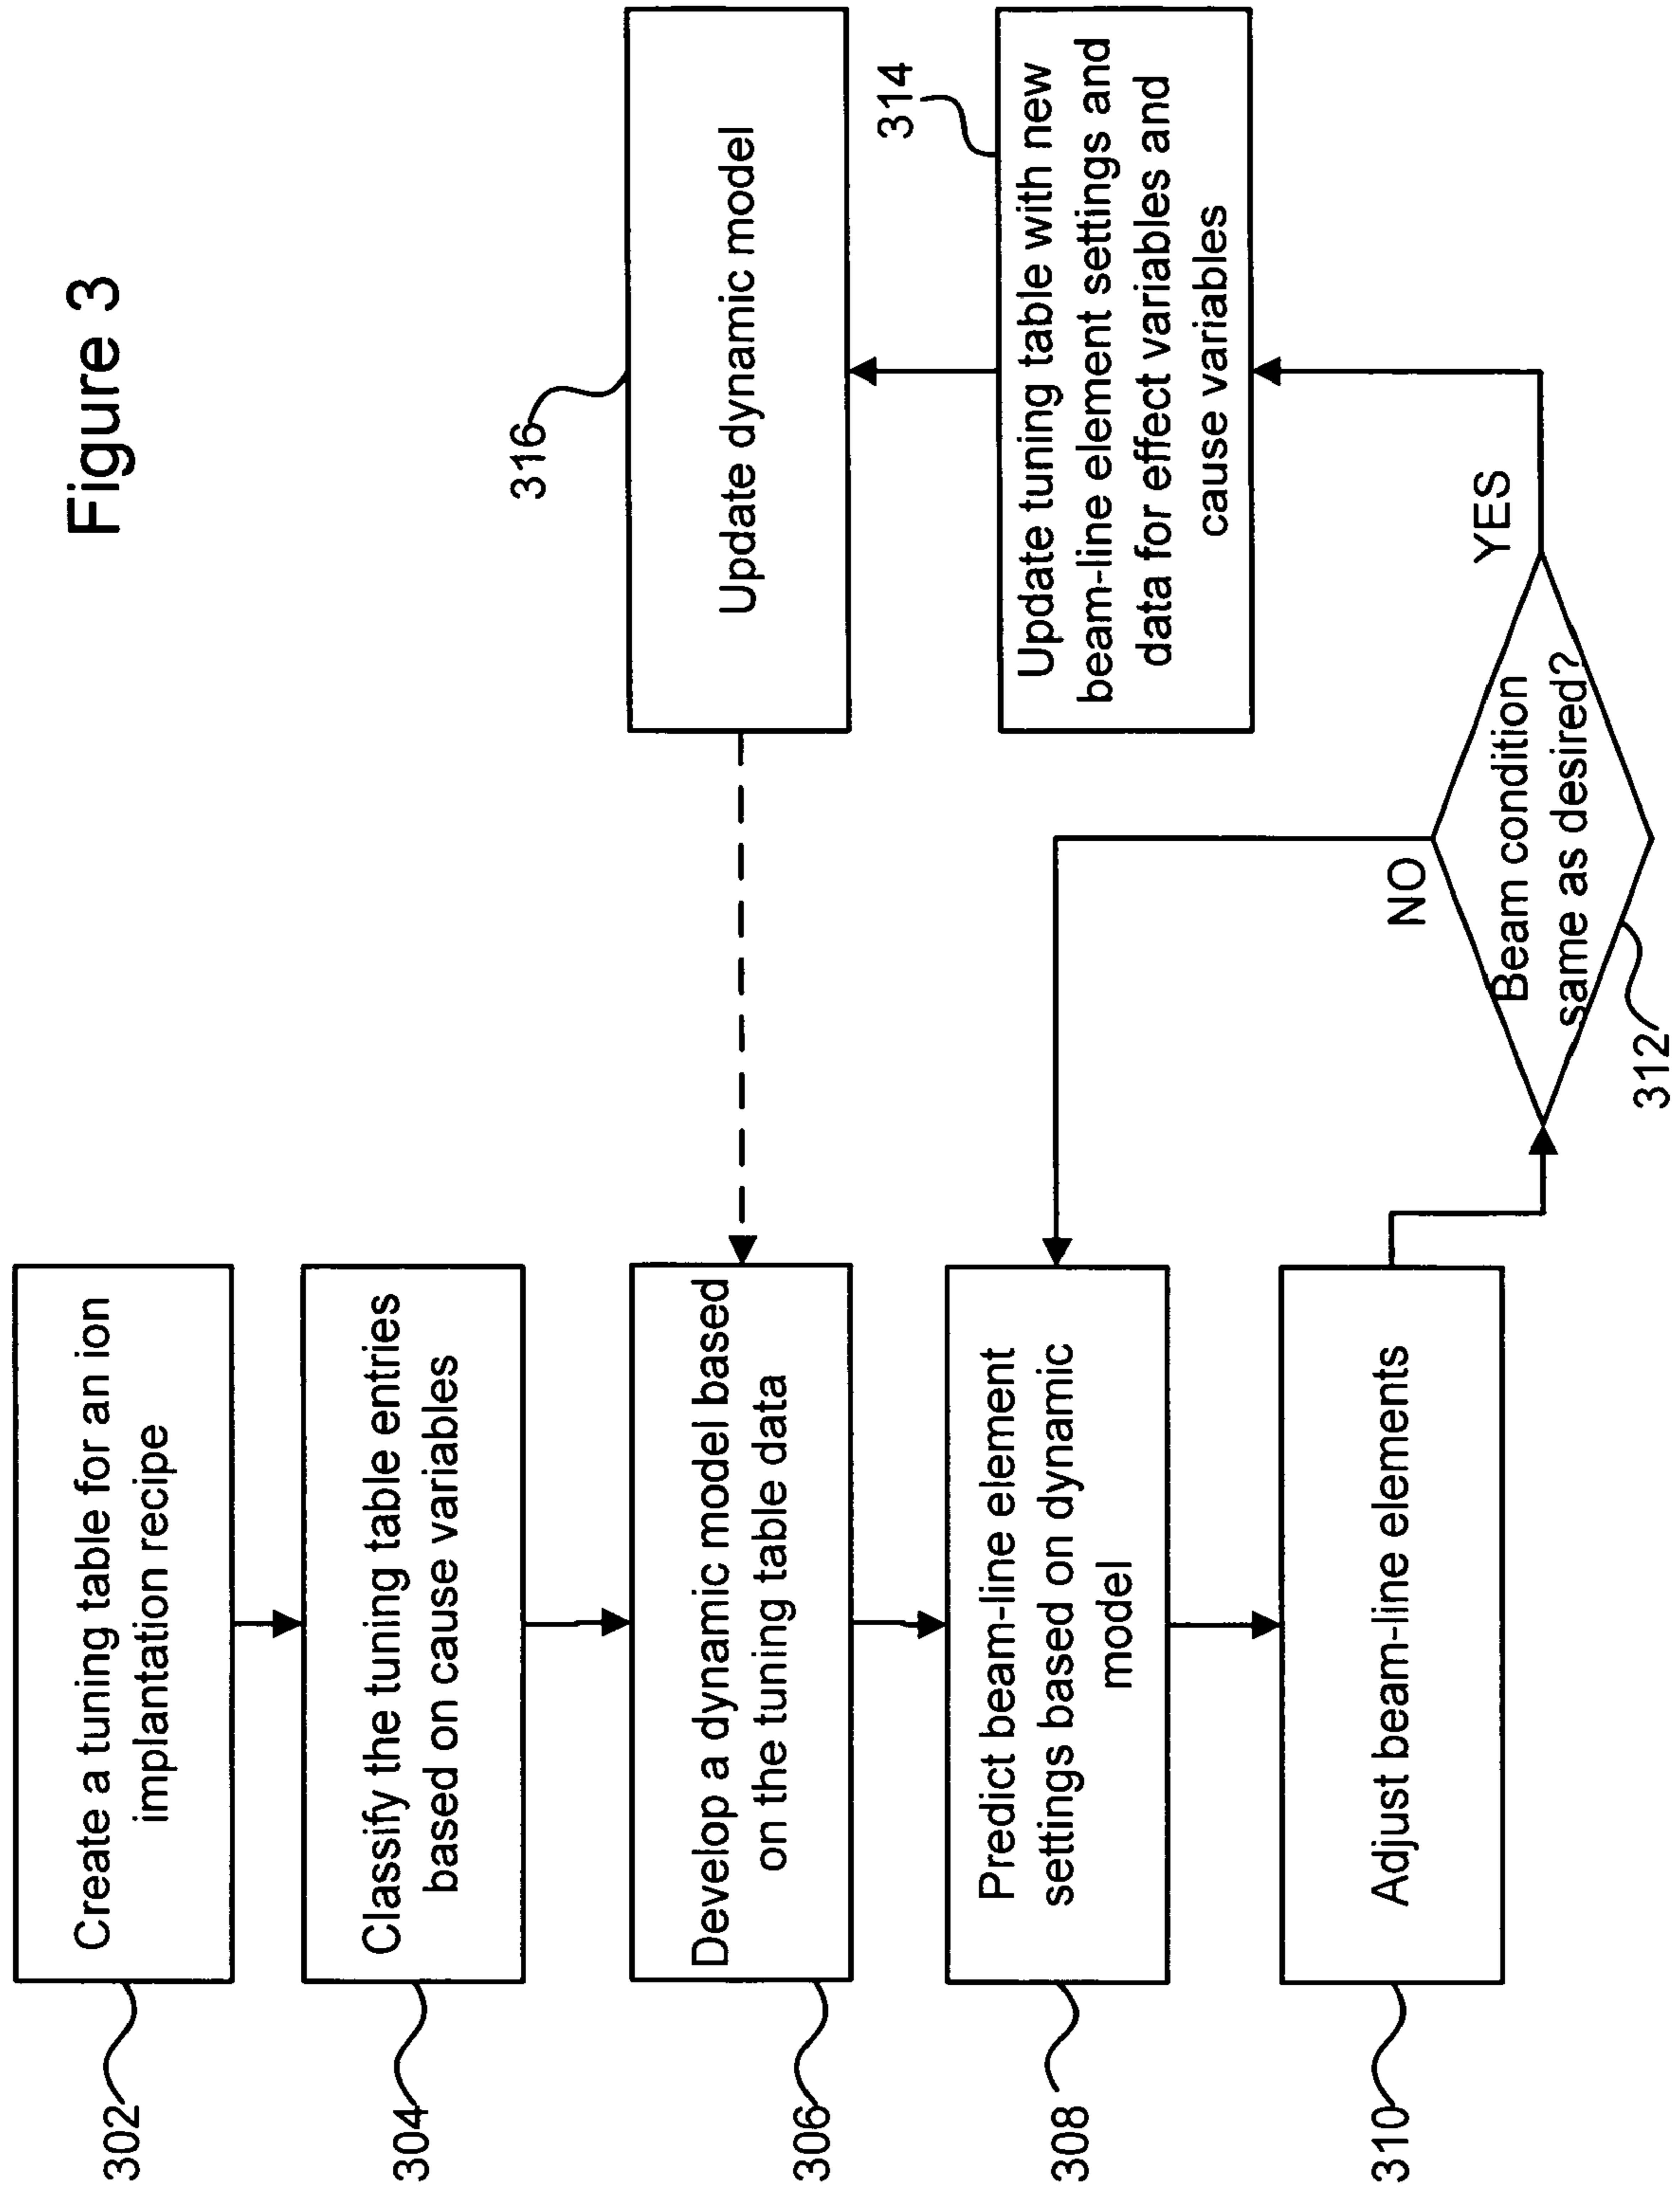 Figure 3
302
Create a tuning table for an ion
implantation recipe
304
Classify the tuning table entries
based on cause variables
306
Develop a dynamic model based
on the tuning table data
308
Predict beam-line element
settings based on dynamic
model
310
Adjust beam-line elements
312
Beam condition
same as desired?
NO
YES
314
Update tuning table with new
beam-line element settings and
data for effect variables and
cause variables
316
Update dynamic model